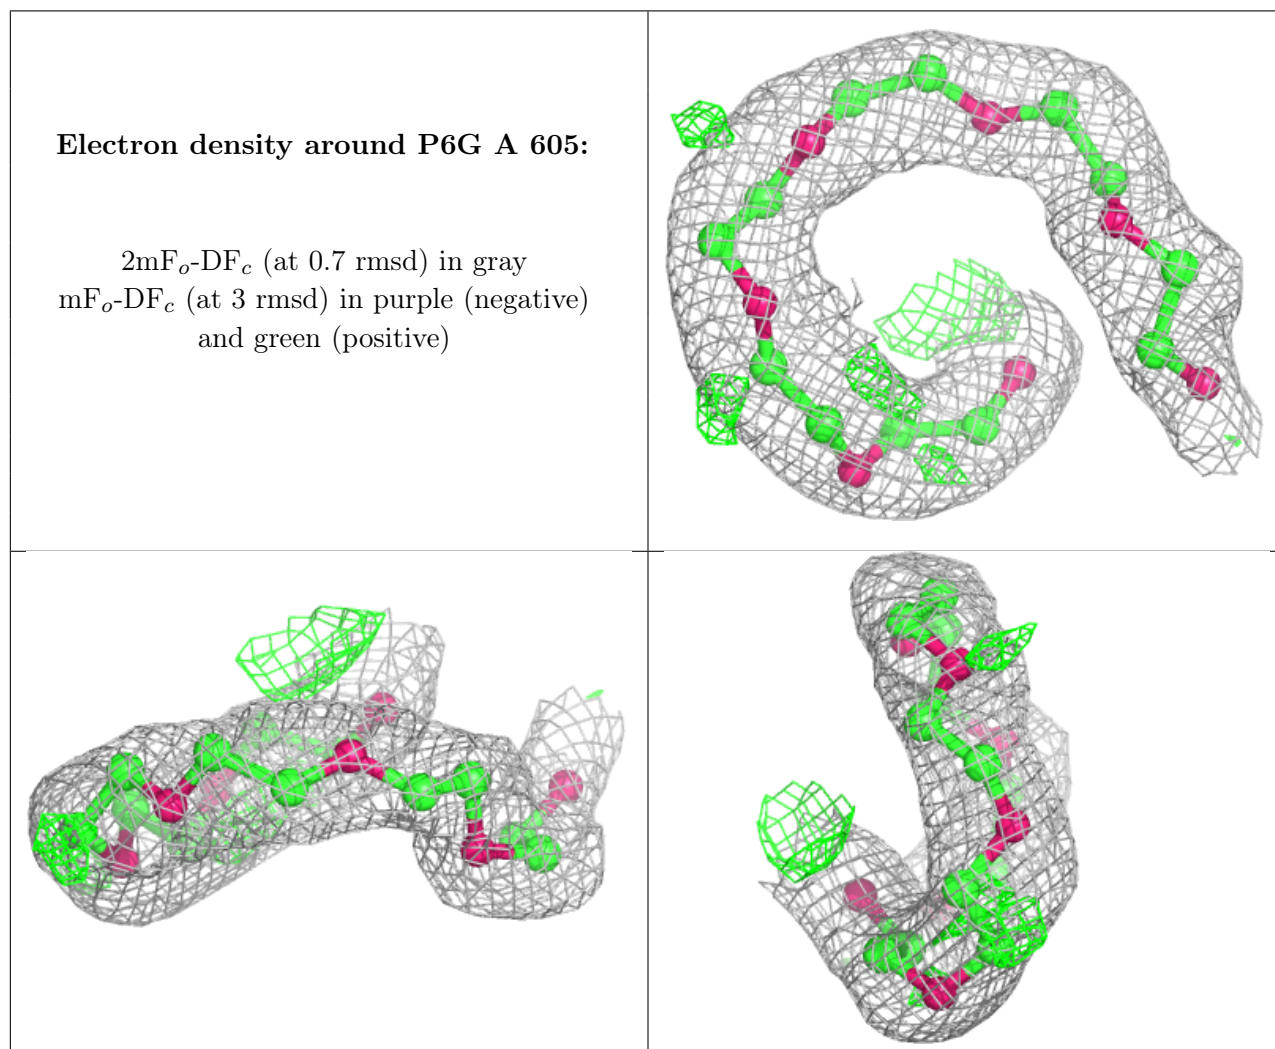 Electron density around P6G A 605:
2mFo-DFc (at 0.7 rmsd) in gray
mFo-DFc (at 3 rmsd) in purple (negative)
and green (positive)